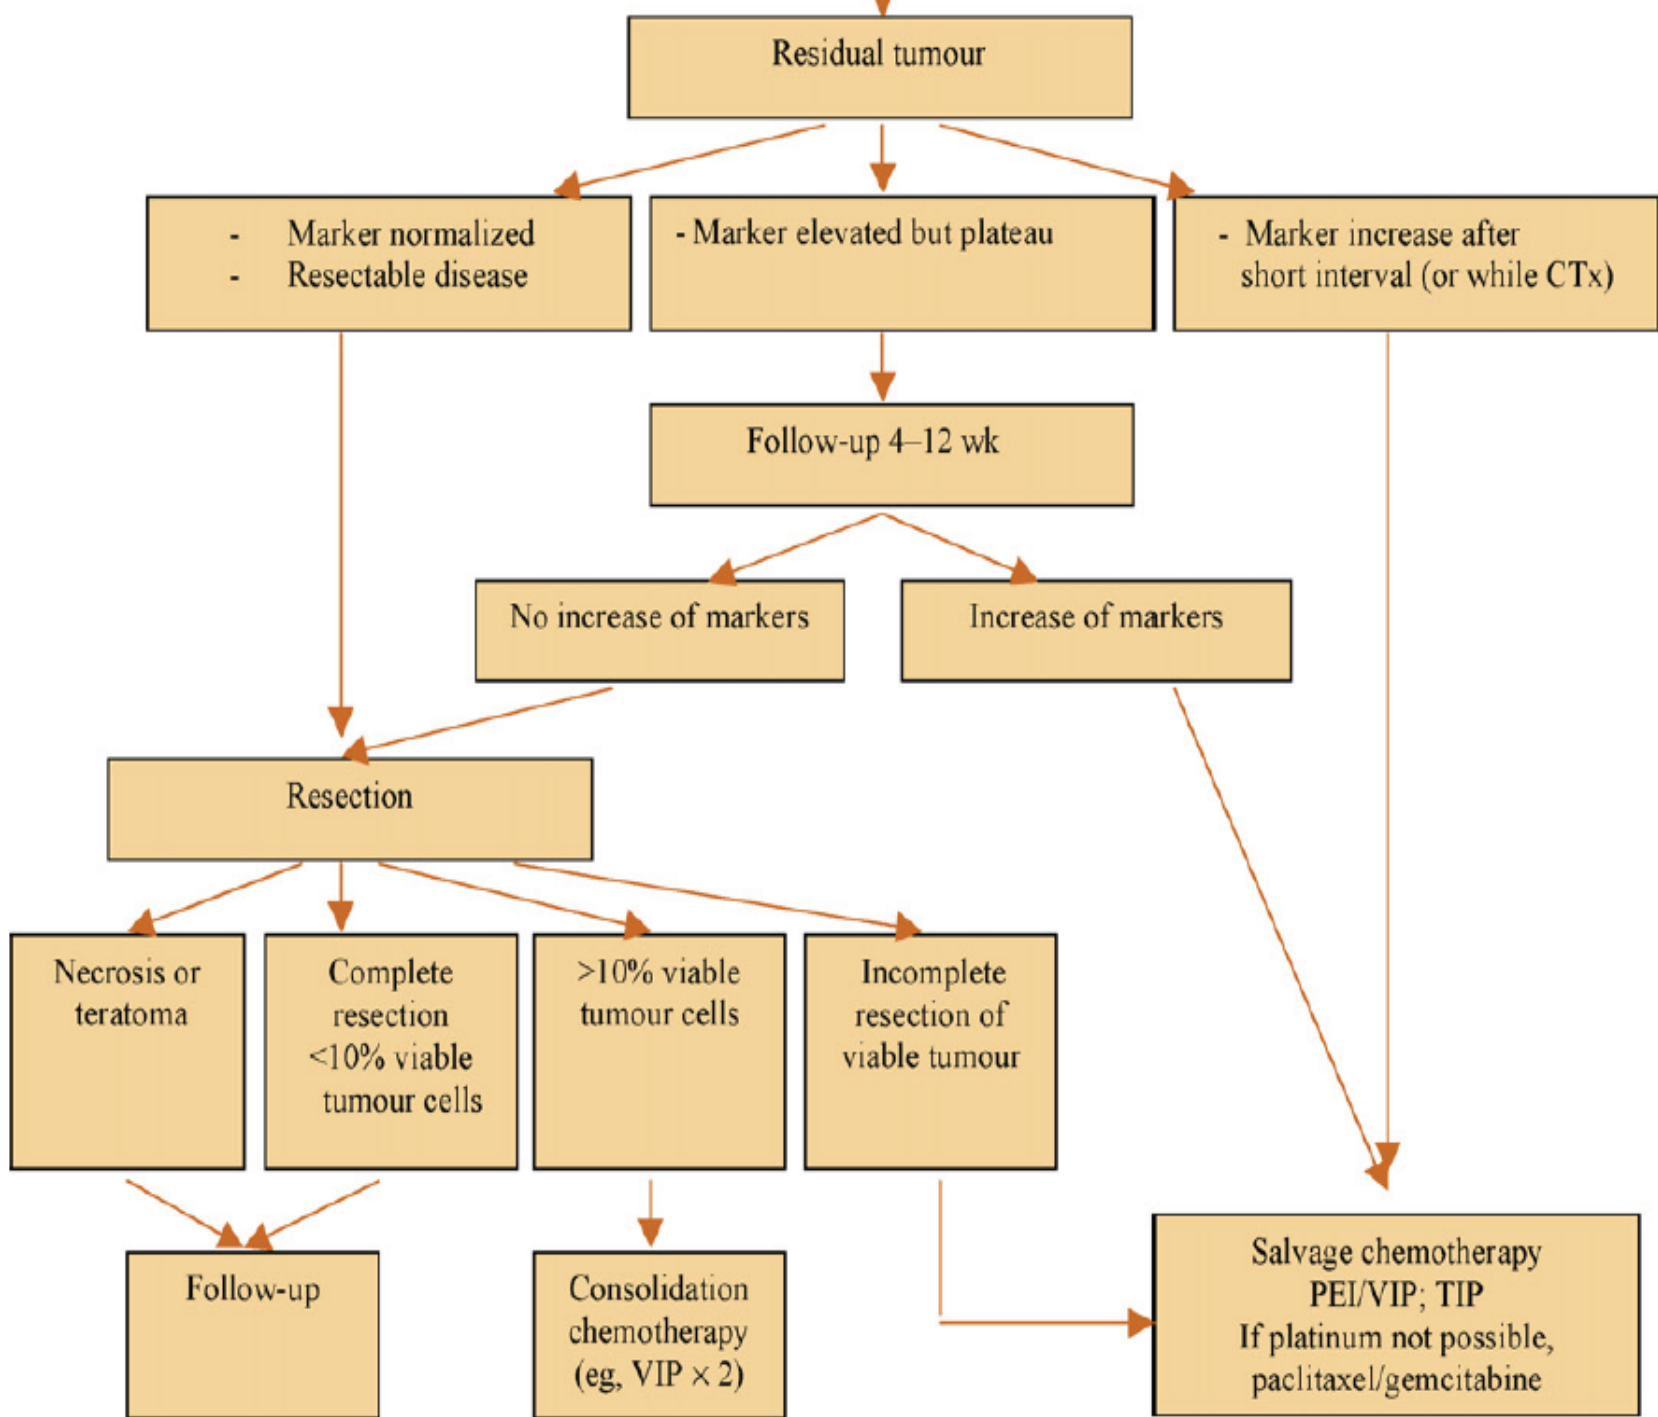 Residual tumour
- Marker normalized
- Resectable disease
- Marker elevated but plateau
- Marker increase after
short interval (or while CTx)
Follow-up 4–12 wk
No increase of markers
Increase of markers
Resection
Necrosis or
teratoma
Complete
resection
<10% viable
tumour cells
>10% viable
tumour cells
Incomplete
resection of
viable tumour
Follow-up
Consolidation
chemotherapy
(eg, VIP × 2)
Salvage chemotherapy
PEI/VIP; TIP
If platinum not possible,
paclitaxel/gemcitabine